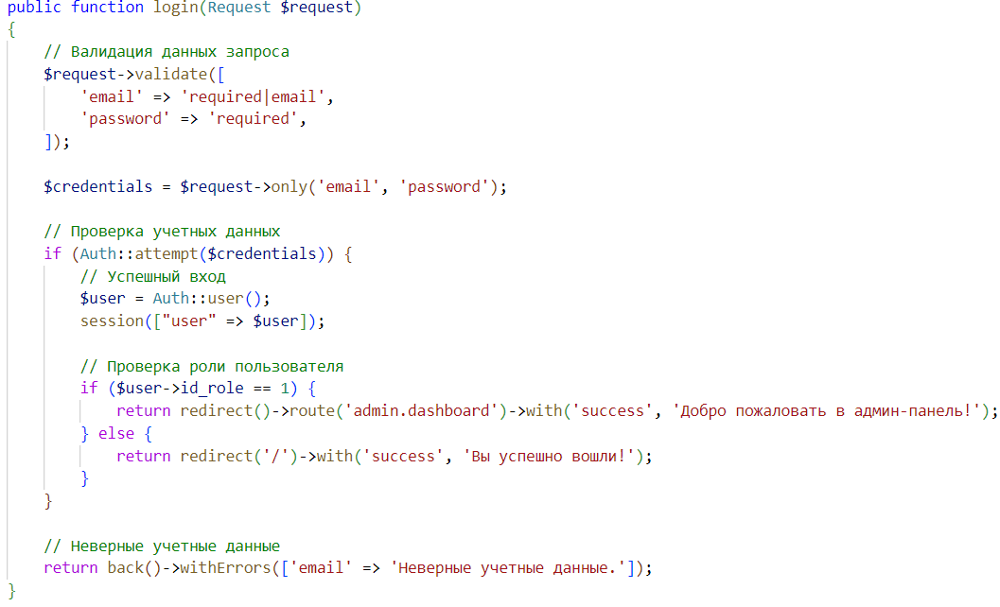 public function login(Request $request)
{
    // Валидация данных запроса
    $request->validate([
        'email' => 'required|email',
        'password' => 'required',
    ]);

    $credentials = $request->only('email', 'password');

    // Проверка учетных данных
    if (Auth::attempt($credentials)) {
        // Успешный вход
        $user = Auth::user();
        session(["user" => $user]);

        // Проверка роли пользователя
        if ($user->id_role == 1) {
            return redirect()->route('admin.dashboard')->with('success', 'Добро пожаловать в админ-панель!');
        } else {
            return redirect('/')->with('success', 'Вы успешно вошли!');
        }
    }

    // Неверные учетные данные
    return back()->withErrors(['email' => 'Неверные учетные данные.']);
}